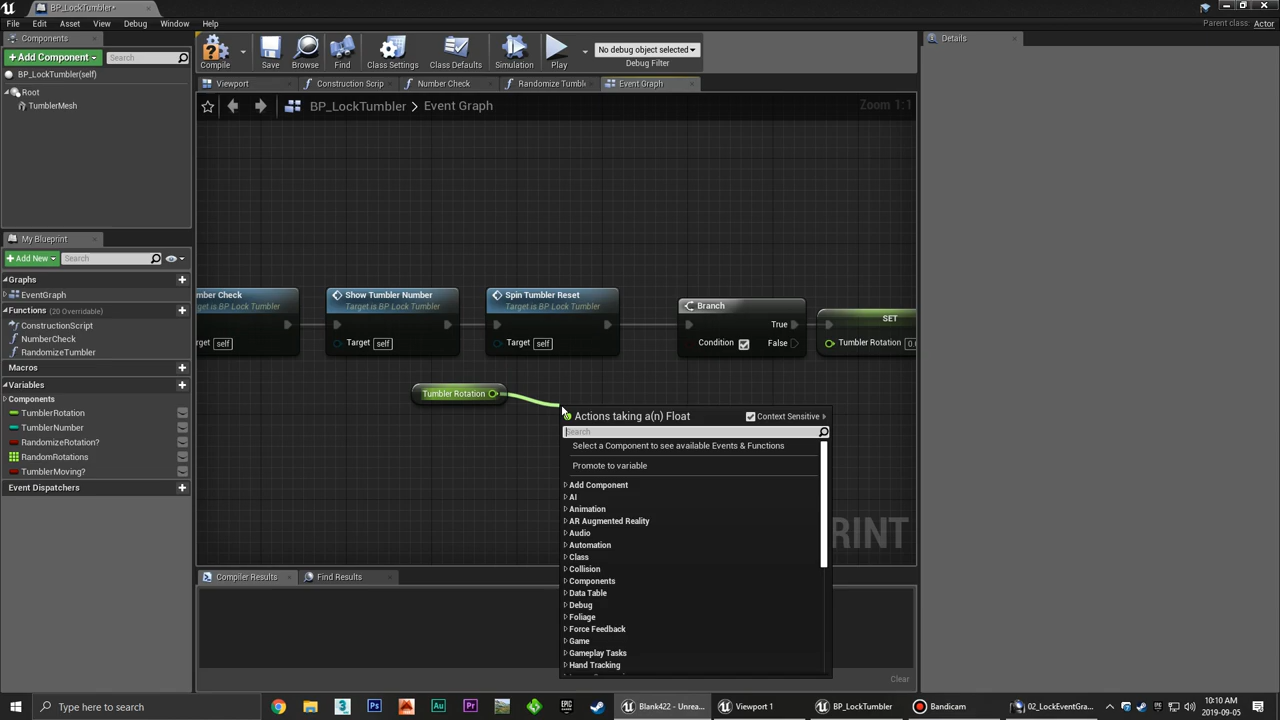 BP_LockTumbler*
File Edit Asset View Debug Window Help
Parent class: Actor
Components
+ Add Component Search
BP_LockTumbler(self)
Root
TumblerMesh
Compile Save Browse Find Class Settings Class Defaults Simulation Play
No debug object selected
Debug Filter
Viewport Construction Scrip Number Check Randomize Tumble Event Graph
BP_LockTumbler > Event Graph
Zoom 1:1
Details
My Blueprint
+ Add New Search
Graphs
EventGraph
Functions (20 Overridable)
ConstructionScript
NumberCheck
RandomizeTumbler
Macros
Variables
Components
TumblerRotation
TumblerNumber
RandomizeRotation?
RandomRotations
TumblerMoving?
Event Dispatchers
mber Check
rget is BP Lock Tumbler
rget self
Show Tumbler Number
Target is BP Lock Tumbler
Target self
Spin Tumbler Reset
Target is BP Lock Tumbler
Target self
Branch
True
Condition False
SET
Tumbler Rotation 0.
Tumbler Rotation
Actions taking a(n) Float Context Sensitive
Search
Select a Component to see available Events & Functions
Promote to variable
Add Component
AI
Animation
AR Augmented Reality
Audio
Automation
Class
Collision
Components
Data Table
Debug
Foliage
Force Feedback
Game
Gameplay Tasks
Hand Tracking
RINT
Compiler Results Find Results
Clear
Type here to search
Blank422 - Unrea...
Viewport 1
BP_LockTumbler
Bandicam
02_LockEventGra...
10:10 AM
2019-09-05